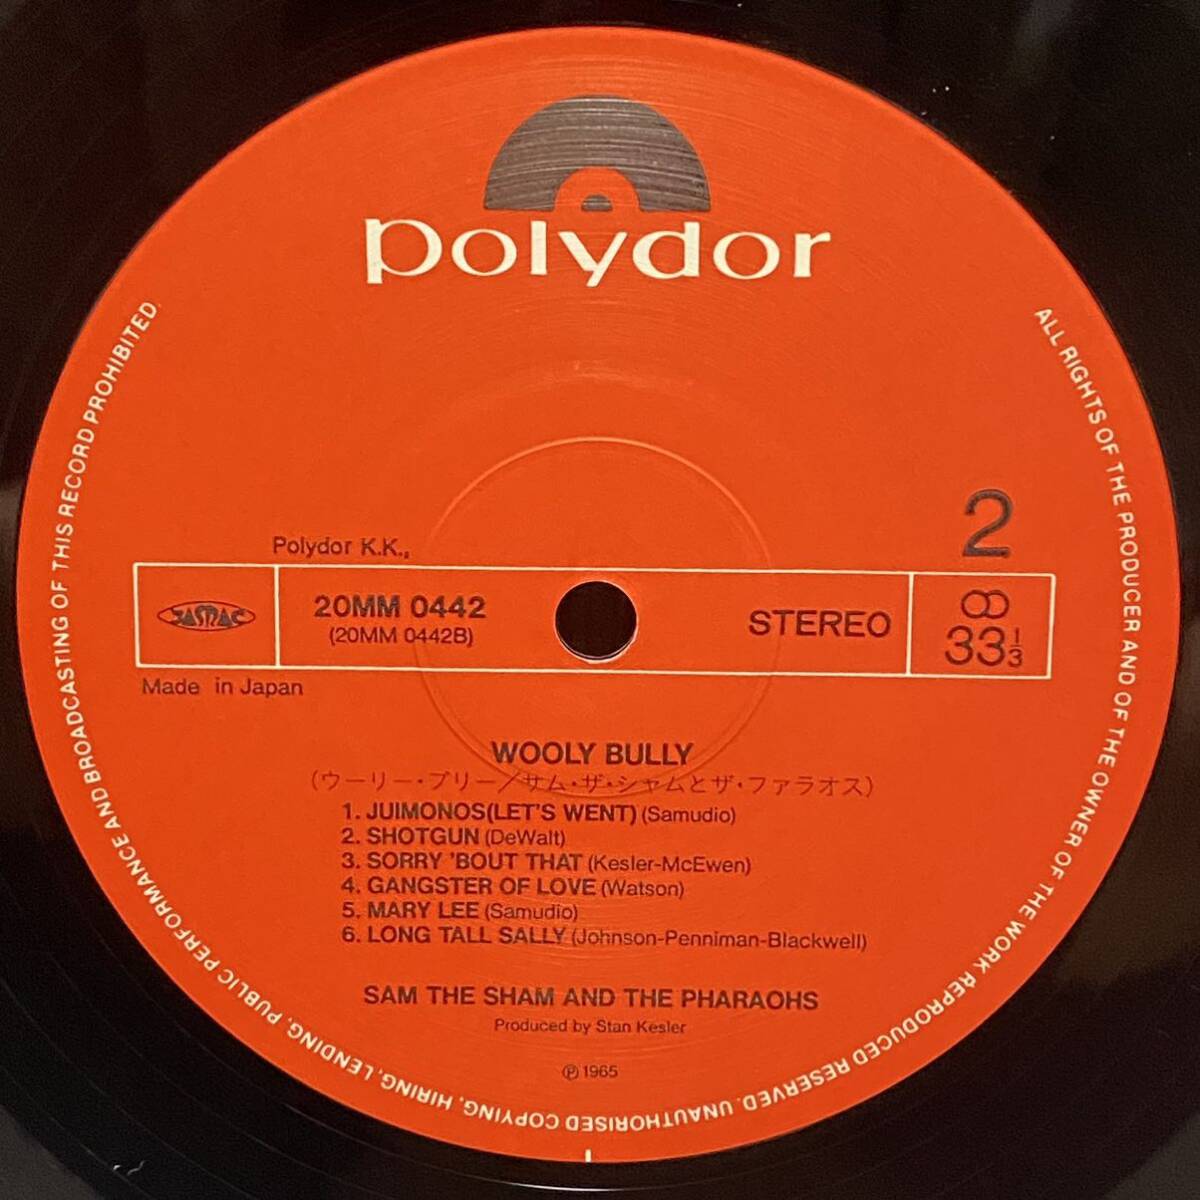 polydor
ALL RIGHTS OF THE PRODUCER AND OF THE OWNER OF THE WORK REPRODUCED RESERVED. UNAUTHORISED COPYING, HIRING, LENDING, PUBLIC PERFORMANCE AND BROADCASTING OF THIS RECORD PROHIBITED.
2
Polydor K.K.
JASRAC
20MM 0442
(20MM 0442B)
STEREO
33 1/3
Made in Japan
WOOLY BULLY
(ウーリー・ブリー/サム・ザ・シャムとザ・ファラオス)
1. JUIMONOS(LET'S WENT) (Samudio)
2. SHOTGUN (DeWalt)
3. SORRY 'BOUT THAT (Kesler-McEwen)
4. GANGSTER OF LOVE (Watson)
5. MARY LEE (Samudio)
6. LONG TALL SALLY (Johnson-Penniman-Blackwell)
SAM THE SHAM AND THE PHARAOHS
Produced by Stan Kesler
Ⓟ 1965